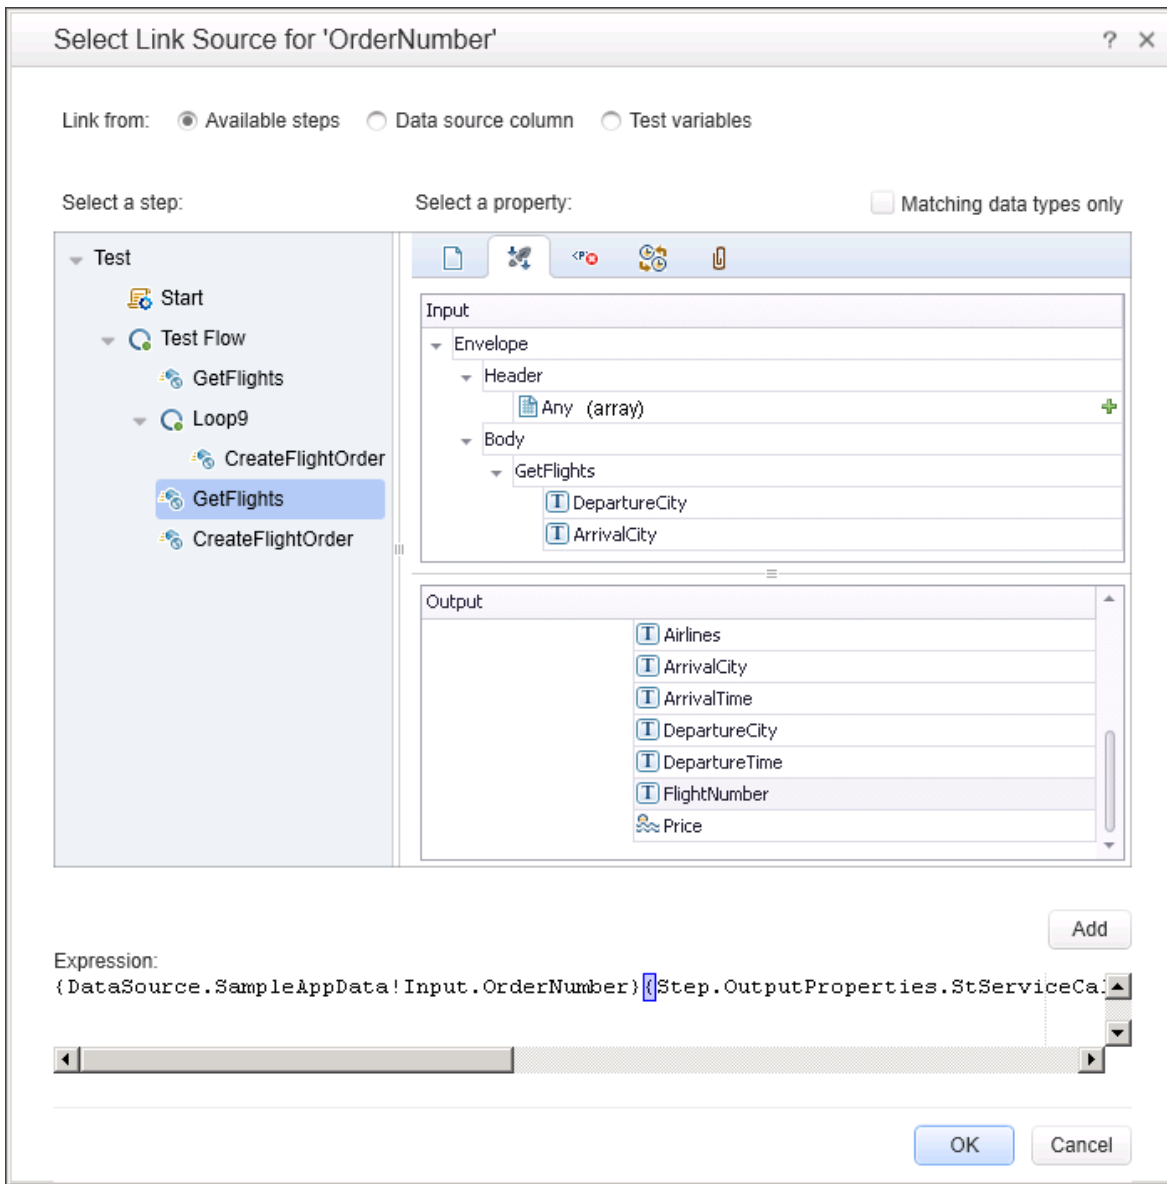 Select Link Source for 'OrderNumber'
Link from: Available steps Data source column Test variables
Select a step: Select a property: Matching data types only
Test
Start
Test Flow
GetFlights
Loop9
CreateFlightOrder
GetFlights
CreateFlightOrder
Input
Envelope
Header
Any (array)
Body
GetFlights
DepartureCity
ArrivalCity
Output
Airlines
ArrivalCity
ArrivalTime
DepartureCity
DepartureTime
FlightNumber
Price
Add
Expression:
{DataSource.SampleAppData!Input.OrderNumber}{Step.OutputProperties.StServiceCal
OK Cancel